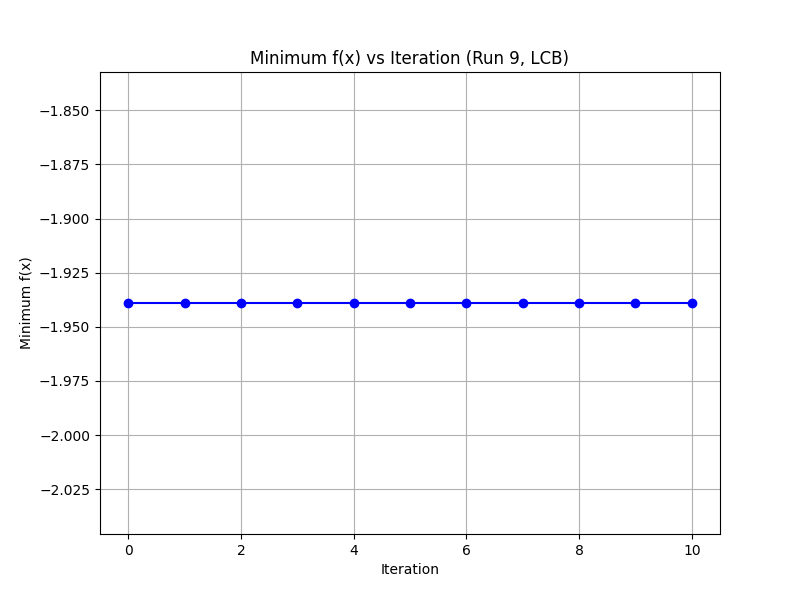 Minimum f(x) vs Iteration (Run 9, LCB)
Minimum f(x)
−1.850
−1.875
−1.900
−1.925
−1.950
−1.975
−2.000
−2.025
0 2 4 6 8 10
Iteration